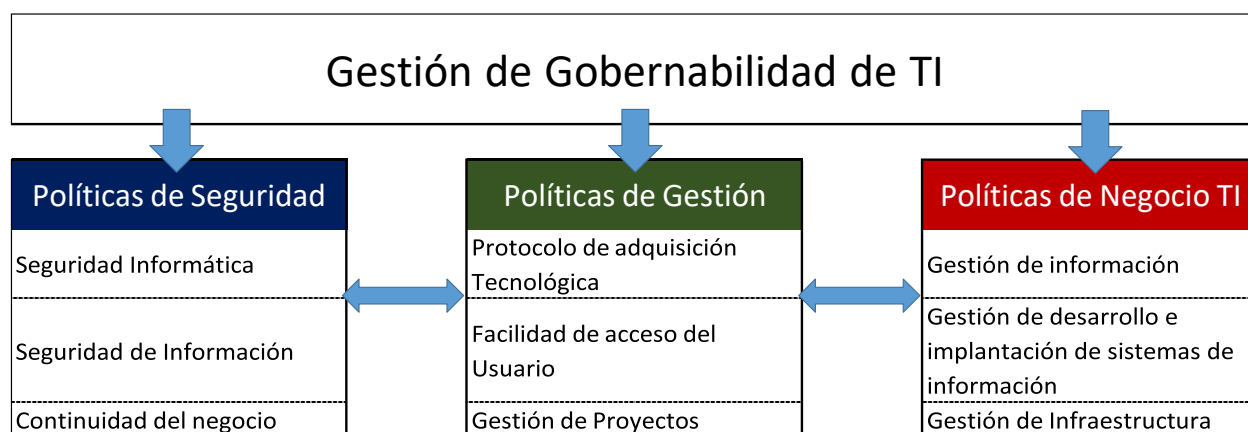 Gestión de Gobernabilidad de TI
Políticas de Seguridad
Seguridad Informática
Seguridad de Información
Continuidad del negocio
Políticas de Gestión
Protocolo de adquisición
Tecnológica
Facilidad de acceso del
Usuario
Gestión de Proyectos
Políticas de Negocio TI
Gestión de información
Gestión de desarrollo e
implantación de sistemas de
información
Gestión de Infraestructura